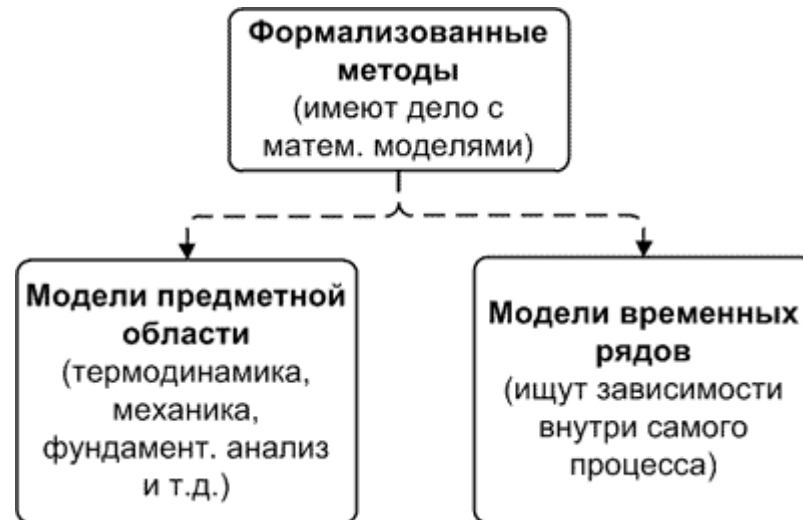 Формализованные
методы
(имеют дело с
матем. моделями)
Модели предметной
области
(термодинамика,
механика,
фундамент. анализ
и т.д.)
Модели временных
рядов
(ищут зависимости
внутри самого
процесса)